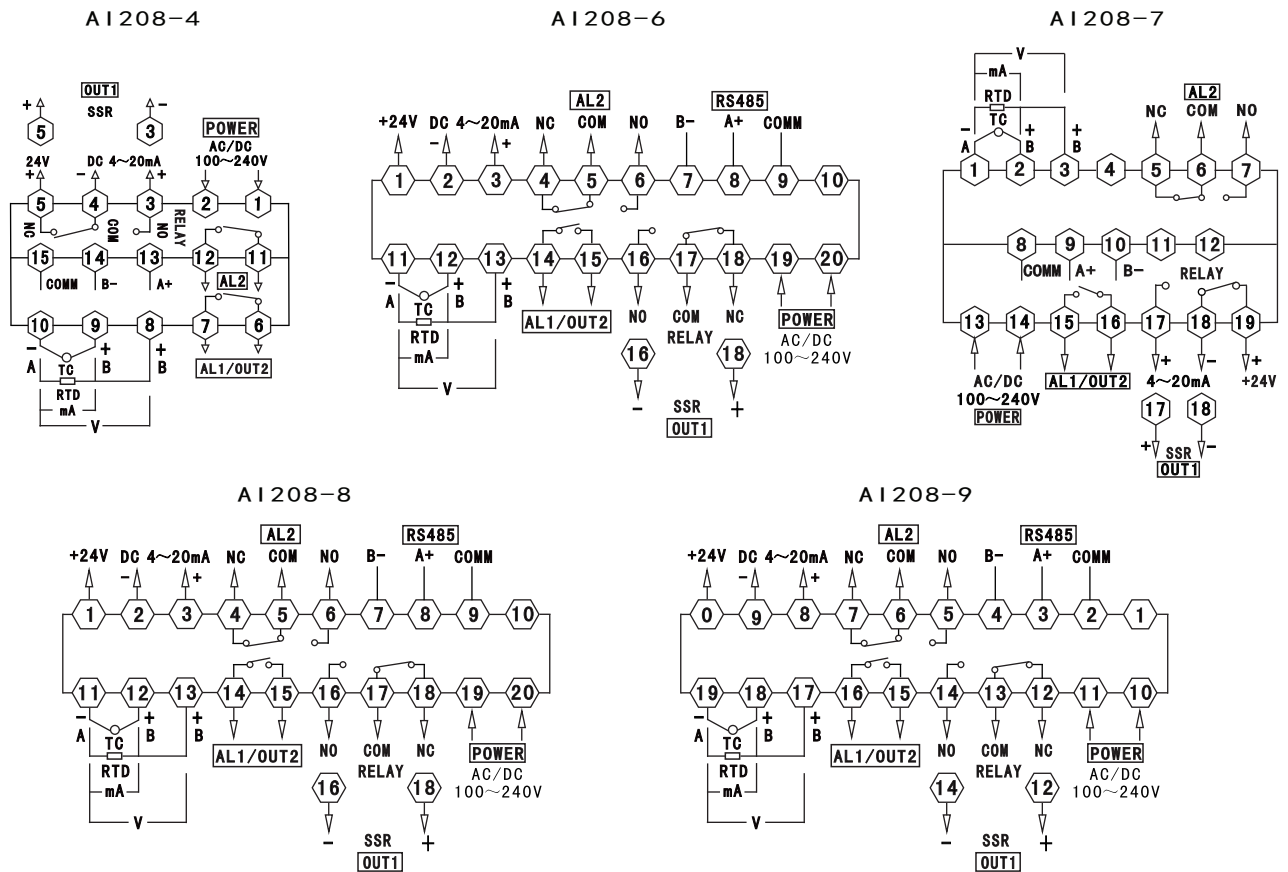 AI208-4
OUT1
+ -
SSR
5 3
POWER
AC/DC
100～240V
24V DC 4～20mA
+ - +
5 4 3 2 1
NC COM NO RELAY
15 14 13 12 11
COMM B- A+ AL2
10 9 8 7 6
- + +
A TC B B
RTD
mA
V
AL1/OUT2
AI208-6
AL2 RS485
+24V DC 4～20mA NC COM NO B- A+ COMM
- +
1 2 3 4 5 6 7 8 9 10
11 12 13 14 15 16 17 18 19 20
- + +
A TC B B
RTD
mA
V
AL1/OUT2
NO COM NC
RELAY
POWER
AC/DC
100～240V
16 18
- SSR +
OUT1
AI208-7
V
mA
RTD
TC
- + +
A B B
AL2
NC COM NO
1 2 3 4 5 6 7
8 9 10 11 12
COMM A+ B- RELAY
13 14 15 16 17 18 19
+ - +
AC/DC
100～240V
POWER
AL1/OUT2
4～20mA +24V
17 18
+ SSR -
OUT1
AI208-8
AL2 RS485
+24V DC 4～20mA NC COM NO B- A+ COMM
- +
1 2 3 4 5 6 7 8 9 10
11 12 13 14 15 16 17 18 19 20
- + +
A TC B B
RTD
mA
V
AL1/OUT2
NO COM NC
RELAY
POWER
AC/DC
100～240V
16 18
- SSR +
OUT1
AI208-9
AL2 RS485
+24V DC 4～20mA NC COM NO B- A+ COMM
- +
0 9 8 7 6 5 4 3 2 1
19 18 17 16 15 14 13 12 11 10
- + +
A TC B B
RTD
mA
V
AL1/OUT2
NO COM NC
RELAY
POWER
AC/DC
100～240V
14 12
- SSR +
OUT1